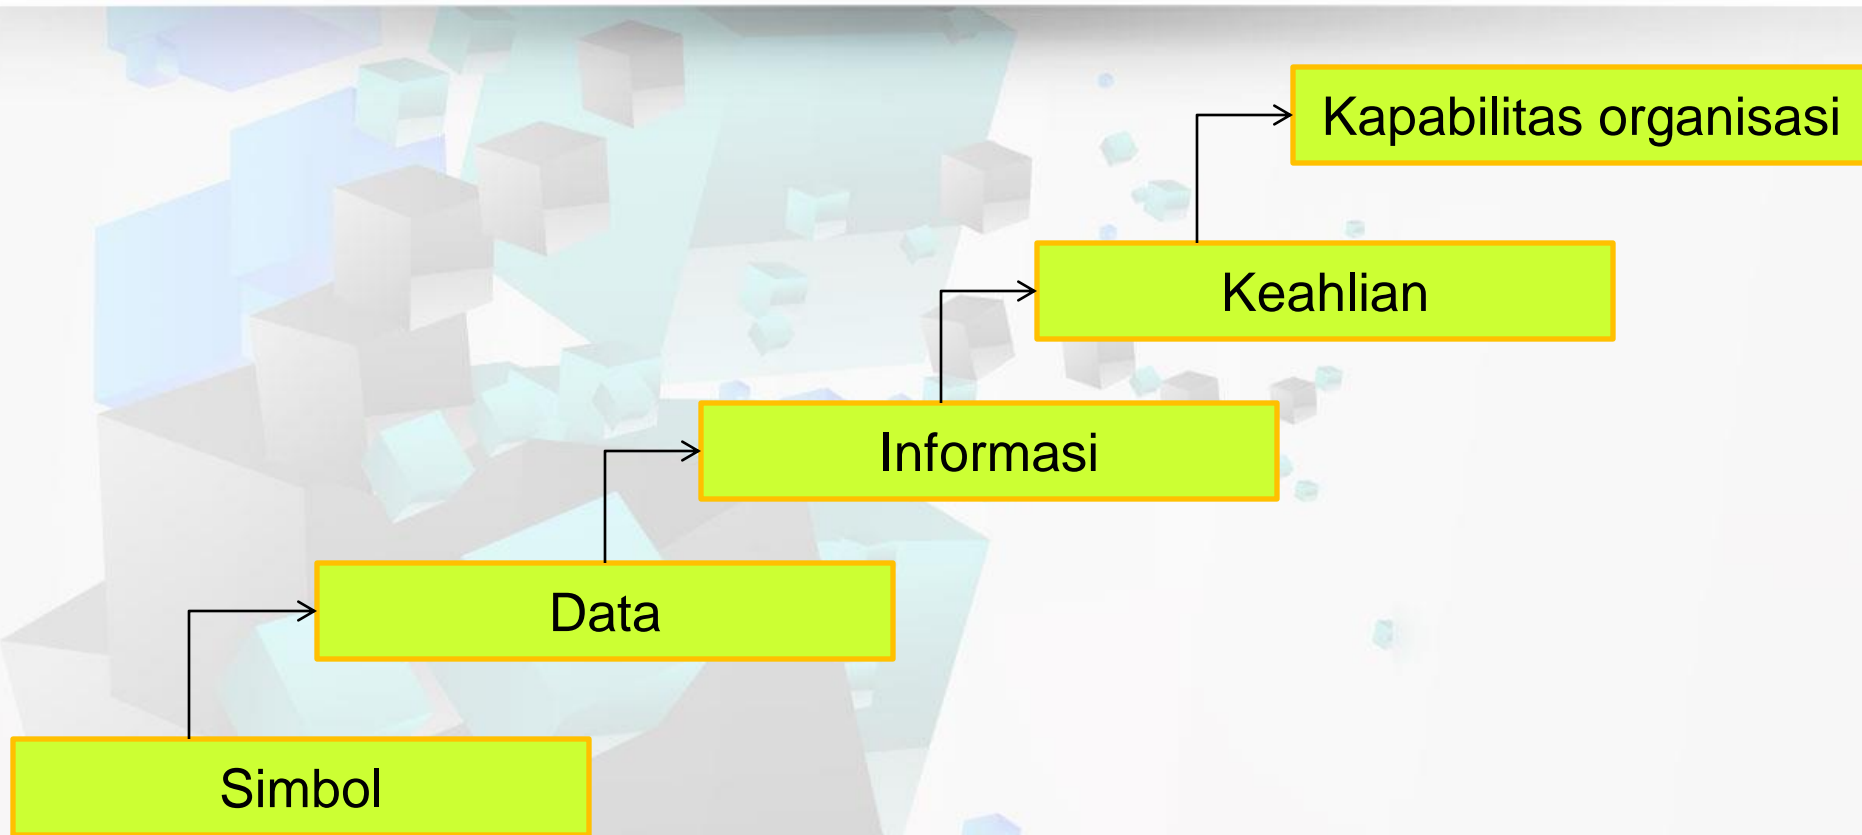 Kapabilitas organisasi
Keahlian
Informasi
Data
Simbol